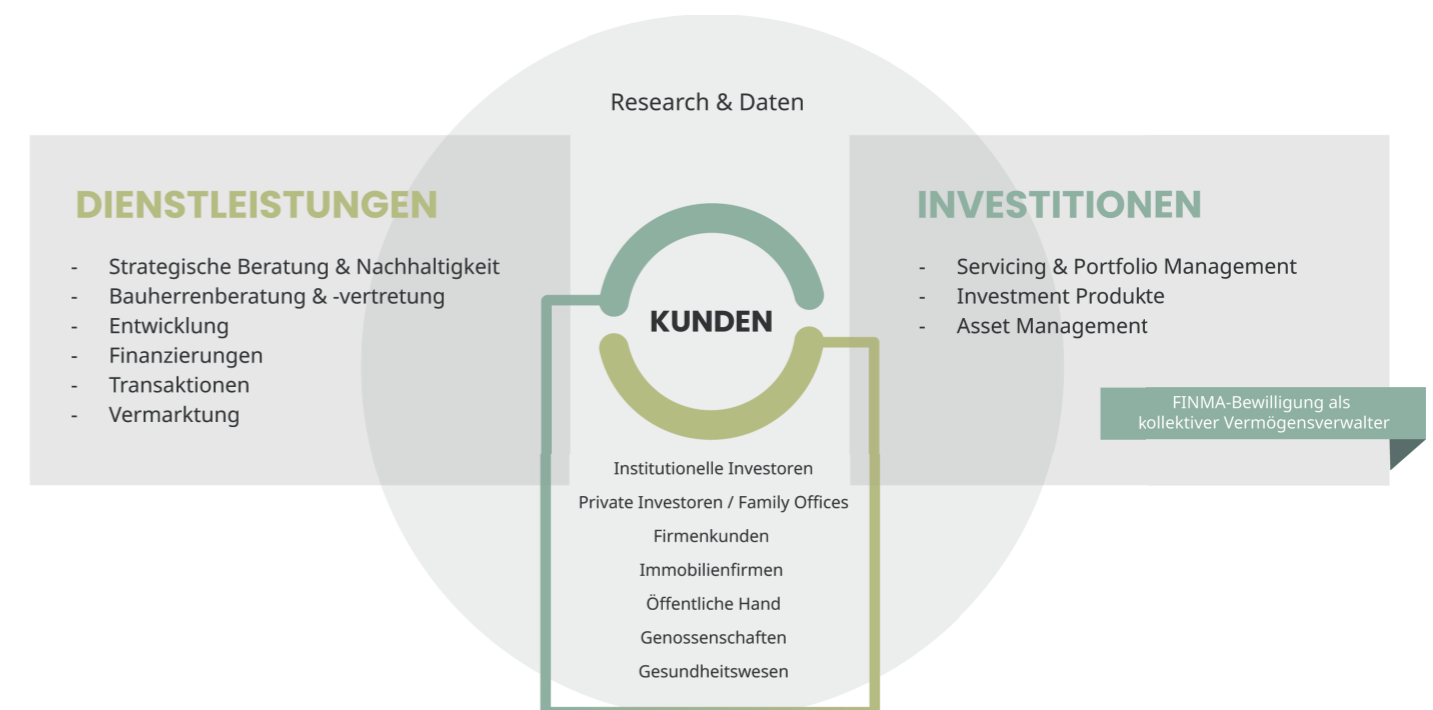 Research & Daten
DIENSTLEISTUNGEN
- Strategische Beratung & Nachhaltigkeit
- Bauherrenberatung & -vertretung
- Entwicklung
- Finanzierungen
- Transaktionen
- Vermarktung
KUNDEN
Institutionelle Investoren
Private Investoren / Family Offices
Firmenkunden
Immobilienfirmen
Öffentliche Hand
Genossenschaften
Gesundheitswesen
INVESTITIONEN
- Servicing & Portfolio Management
- Investment Produkte
- Asset Management
FINMA-Bewilligung als
kollektiver Vermögensverwalter